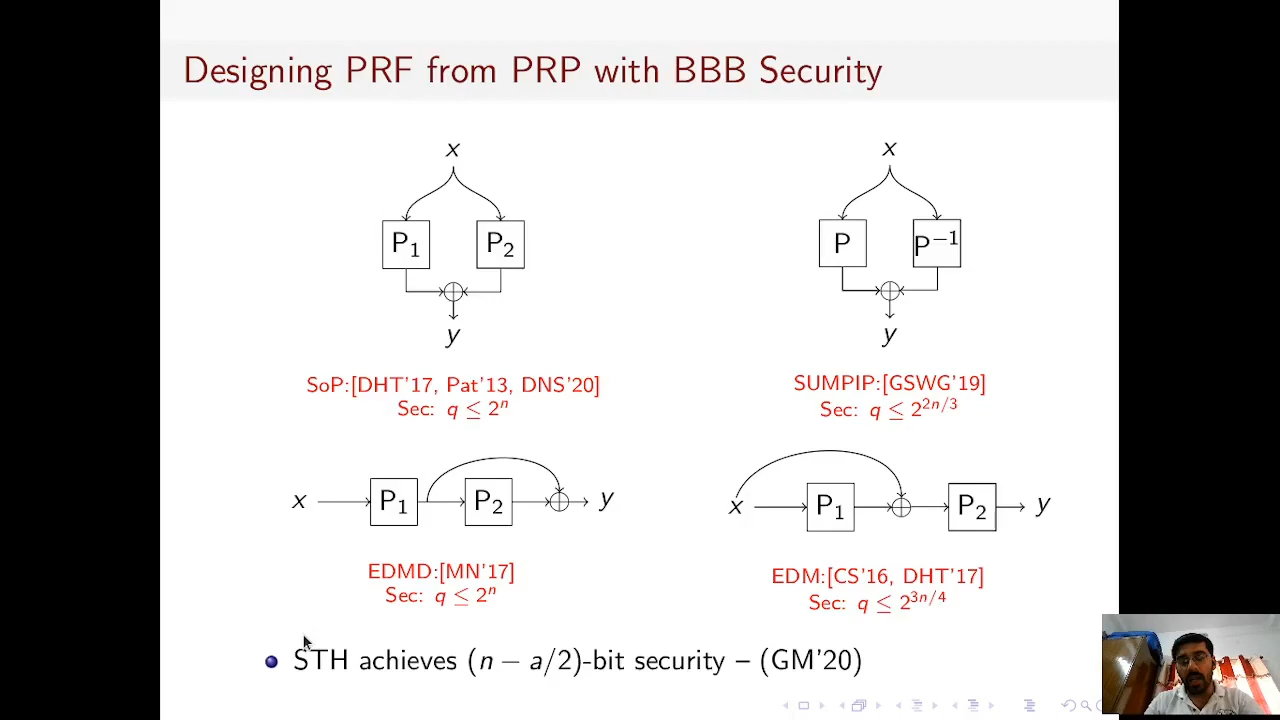 Designing PRF from PRP with BBB Security
x
P₁ P₂
y
SoP:[DHT'17, Pat'13, DNS'20]
Sec: q ≤ 2ⁿ
x
P P⁻¹
y
SUMPIP:[GSWG'19]
Sec: q ≤ 2^{2n/3}
x P₁ P₂ y
EDMD:[MN'17]
Sec: q ≤ 2ⁿ
x P₁ P₂ y
EDM:[CS'16, DHT'17]
Sec: q ≤ 2^{3n/4}
STH achieves (n − a/2)-bit security – (GM'20)